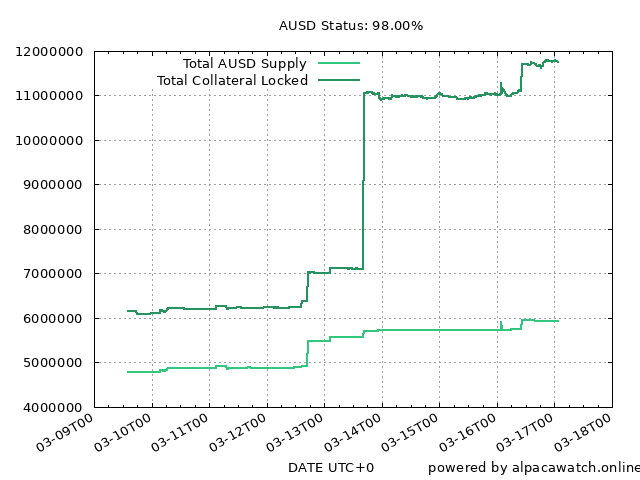 AUSD Status: 98.00%
12000000
11000000
10000000
9000000
8000000
7000000
6000000
5000000
4000000
Total AUSD Supply
Total Collateral Locked
03-09T00
03-10T00
03-11T00
03-12T00
03-13T00
03-14T00
03-15T00
03-16T00
03-17T00
03-18T00
DATE UTC+0
powered by alpacawatch.online